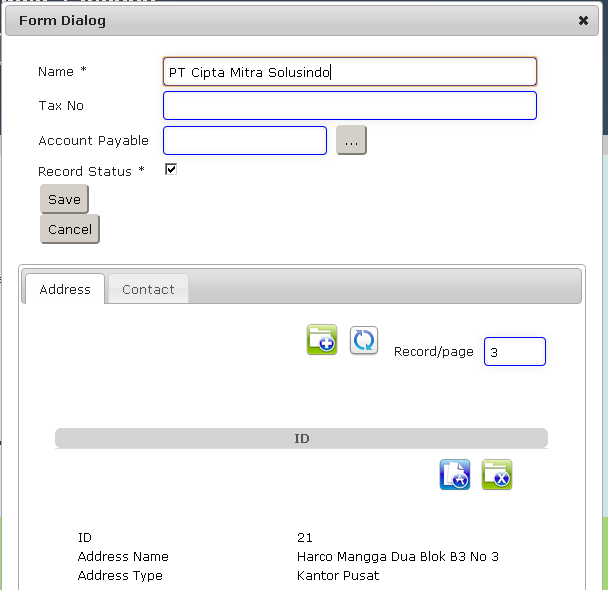 Form Dialog
Name *
PT Cipta Mitra Solusindo
Tax No
Account Payable
...
Record Status *
Save
Cancel
Address Contact
Record/page 3
ID
ID 21
Address Name Harco Mangga Dua Blok B3 No 3
Address Type Kantor Pusat